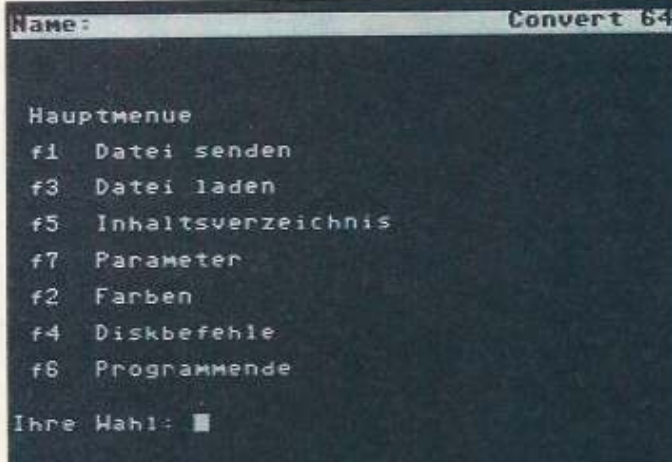 Name: Convert 64
Hauptmenue
f1 Datei senden
f3 Datei laden
f5 Inhaltsverzeichnis
f7 Parameter
f2 Farben
f4 Diskbefehle
f6 Programmende
Ihre Wahl: